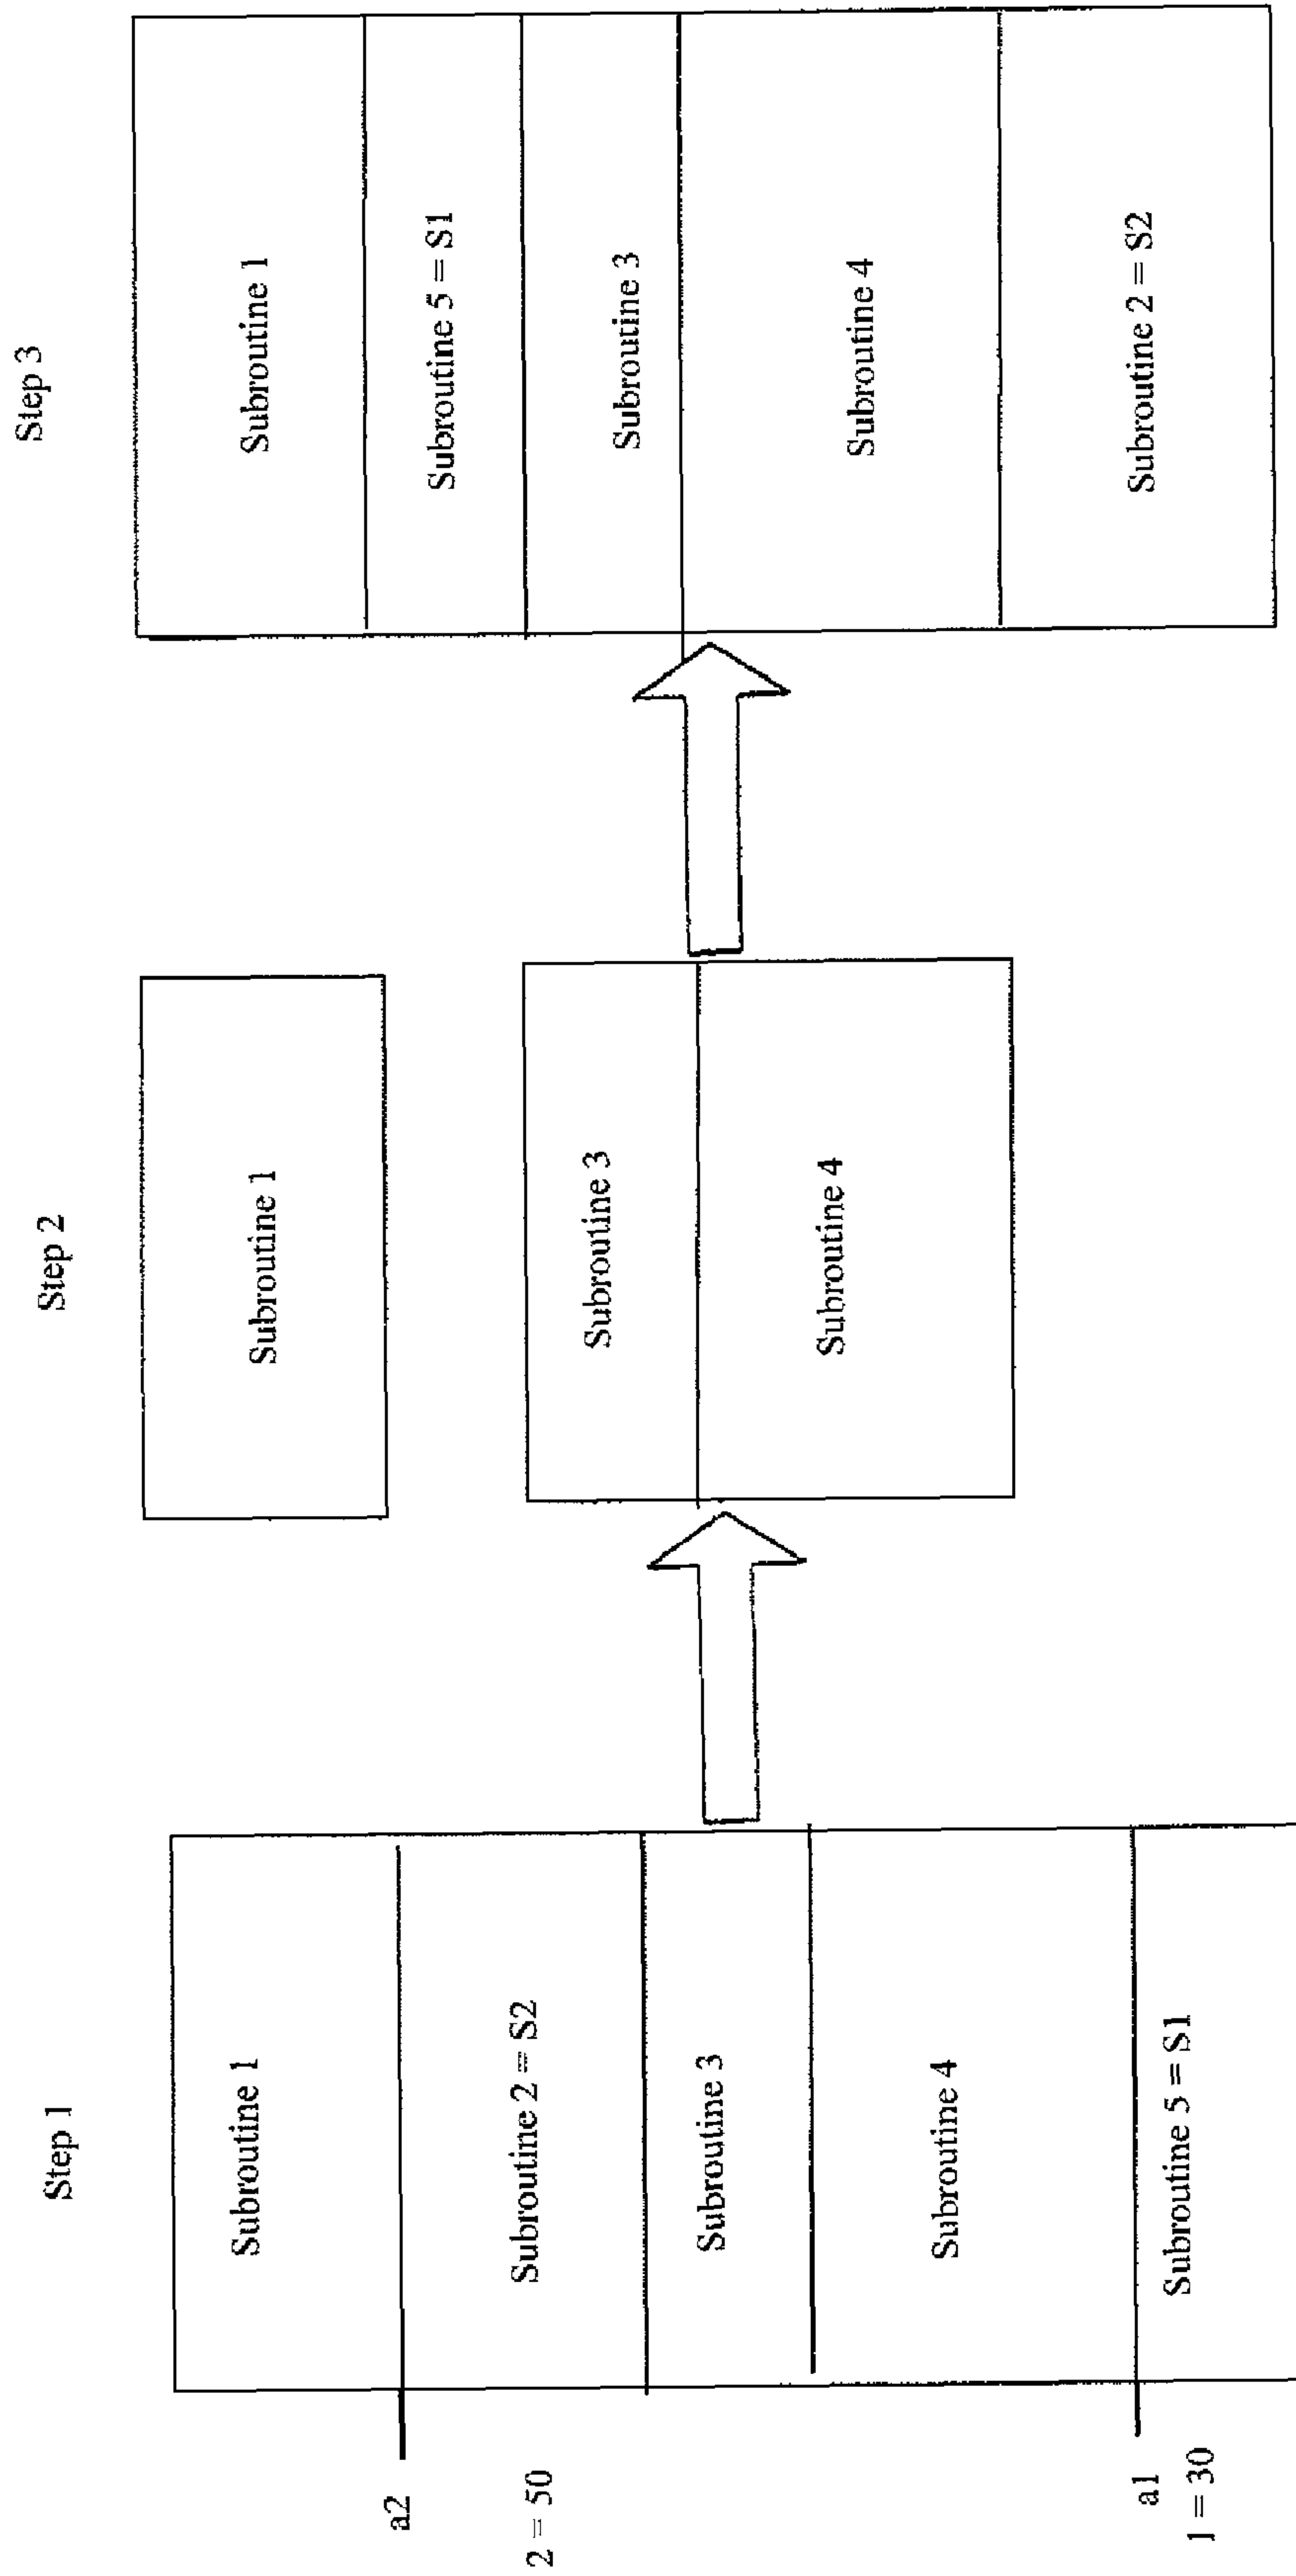 Step 1
Subroutine 1
a2
2 = 50
Subroutine 2 = S2
Subroutine 3
Subroutine 4
a1
1 = 30
Subroutine 5 = S1
Step 2
Subroutine 1
Subroutine 3
Subroutine 4
Step 3
Subroutine 1
Subroutine 5 = S1
Subroutine 3
Subroutine 4
Subroutine 2 = S2